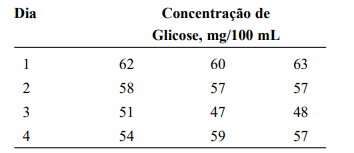 Dia Concentração de
Glicose, mg/100 mL
1 62 60 63
2 58 57 57
3 51 47 48
4 54 59 57